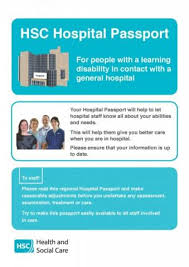 HSC Hospital Passport
For people with a learning
disability in contact with a
general hospital
Your Hospital Passport will help to let
hospital staff know all about your abilities
and needs.
This will help them give you better care
when you are in hospital.
Please ensure that your information is up
to date.
To staff
Please read this regional Hospital Passport and make
reasonable adjustments before you undertake any assessment,
examination, treatment or care.
Try to make this passport easily available to all staff involved
in care.
HSC
Health and
Social Care